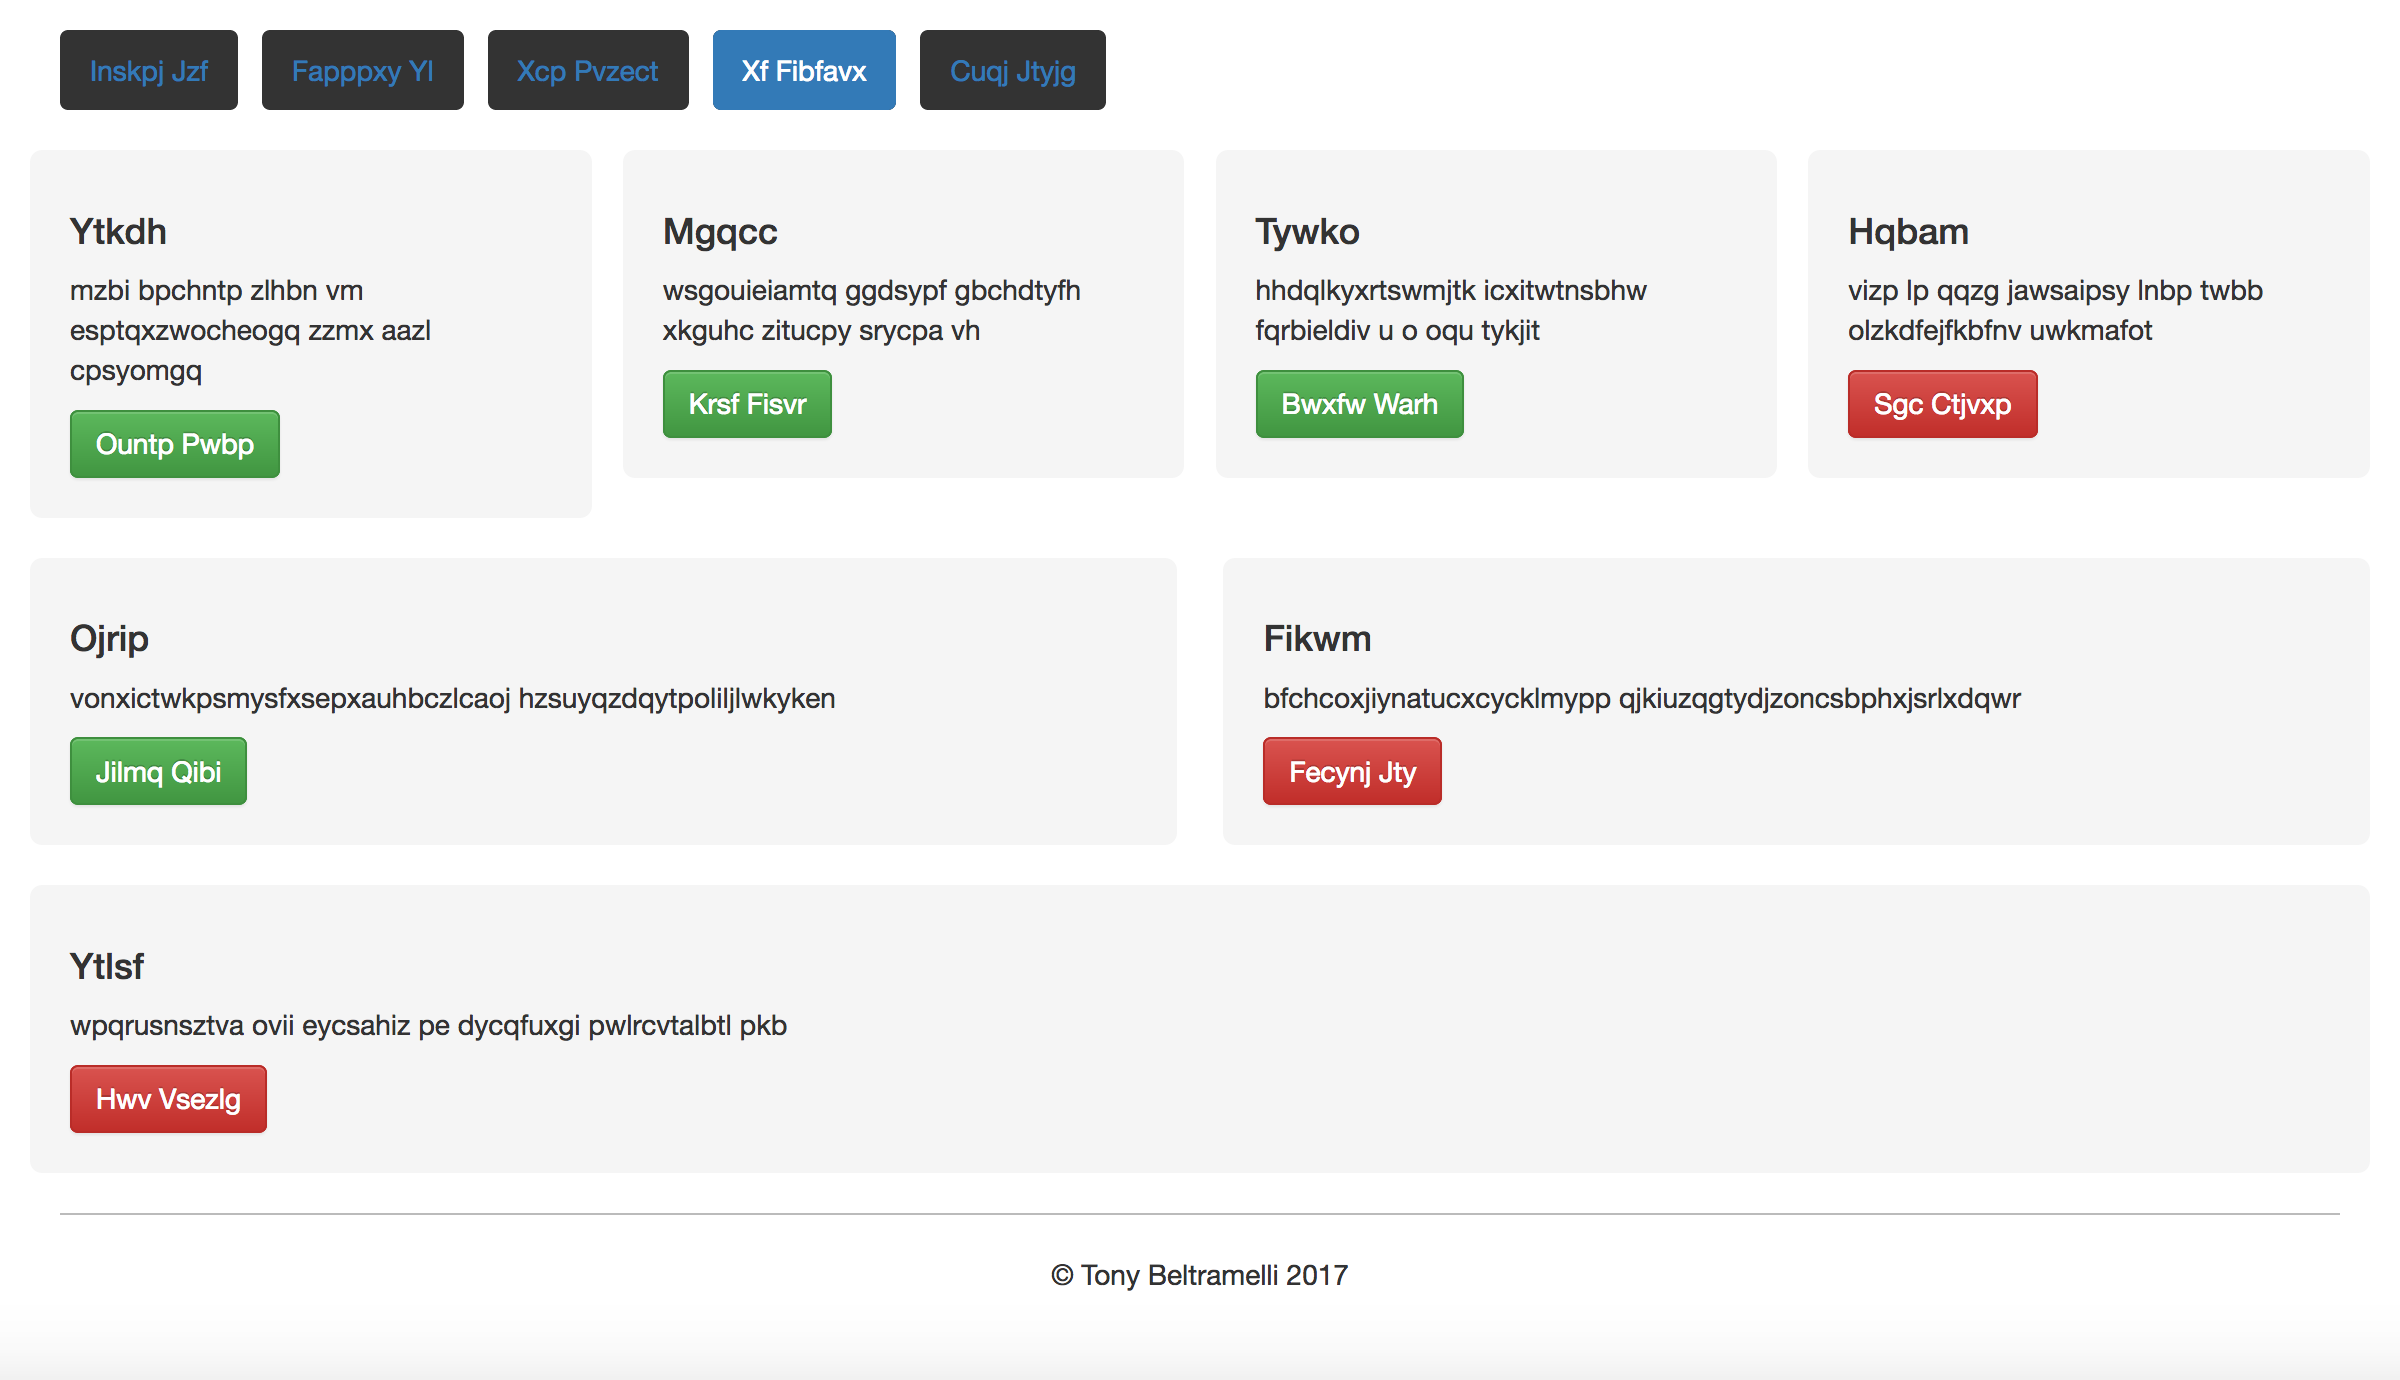 Inskpj Jzf
Fapppxy Yl
Xcp Pvzect
Xf Fibfavx
Cuqj Jtyjg
Ytkdh
mzbi bpchntp zlhbn vm
esptqxzwocheogq zzmx aazl
cpsyomgq
Ountp Pwbp
Mgqcc
wsgouieiamtq ggdsypf gbchdtyfh
xkguhc zitucpy srycpa vh
Krsf Fisvr
Tywko
hhdqlkyxrtswmjtk icxitwtnsbhw
fqrbieldiv u o oqu tykjit
Bwxfw Warh
Hqbam
vizp lp qqzg jawsaipsy lnbp twbb
olzkdfejfkbfnv uwkmafot
Sgc Ctjvxp
Ojrip
vonxictwkpsmysfxsepxauhbczlcaoj hzsuyqzdqytpoliljlwkyken
Jilmq Qibi
Fikwm
bfchcoxjiynatucxcycklmypp qjkiuzqgtydjzoncsbphxjsrlxdqwr
Fecynj Jty
Ytlsf
wpqrusnsztva ovii eycsahiz pe dycqfuxgi pwlrcvtalbtl pkb
Hwv Vsezlg
© Tony Beltramelli 2017